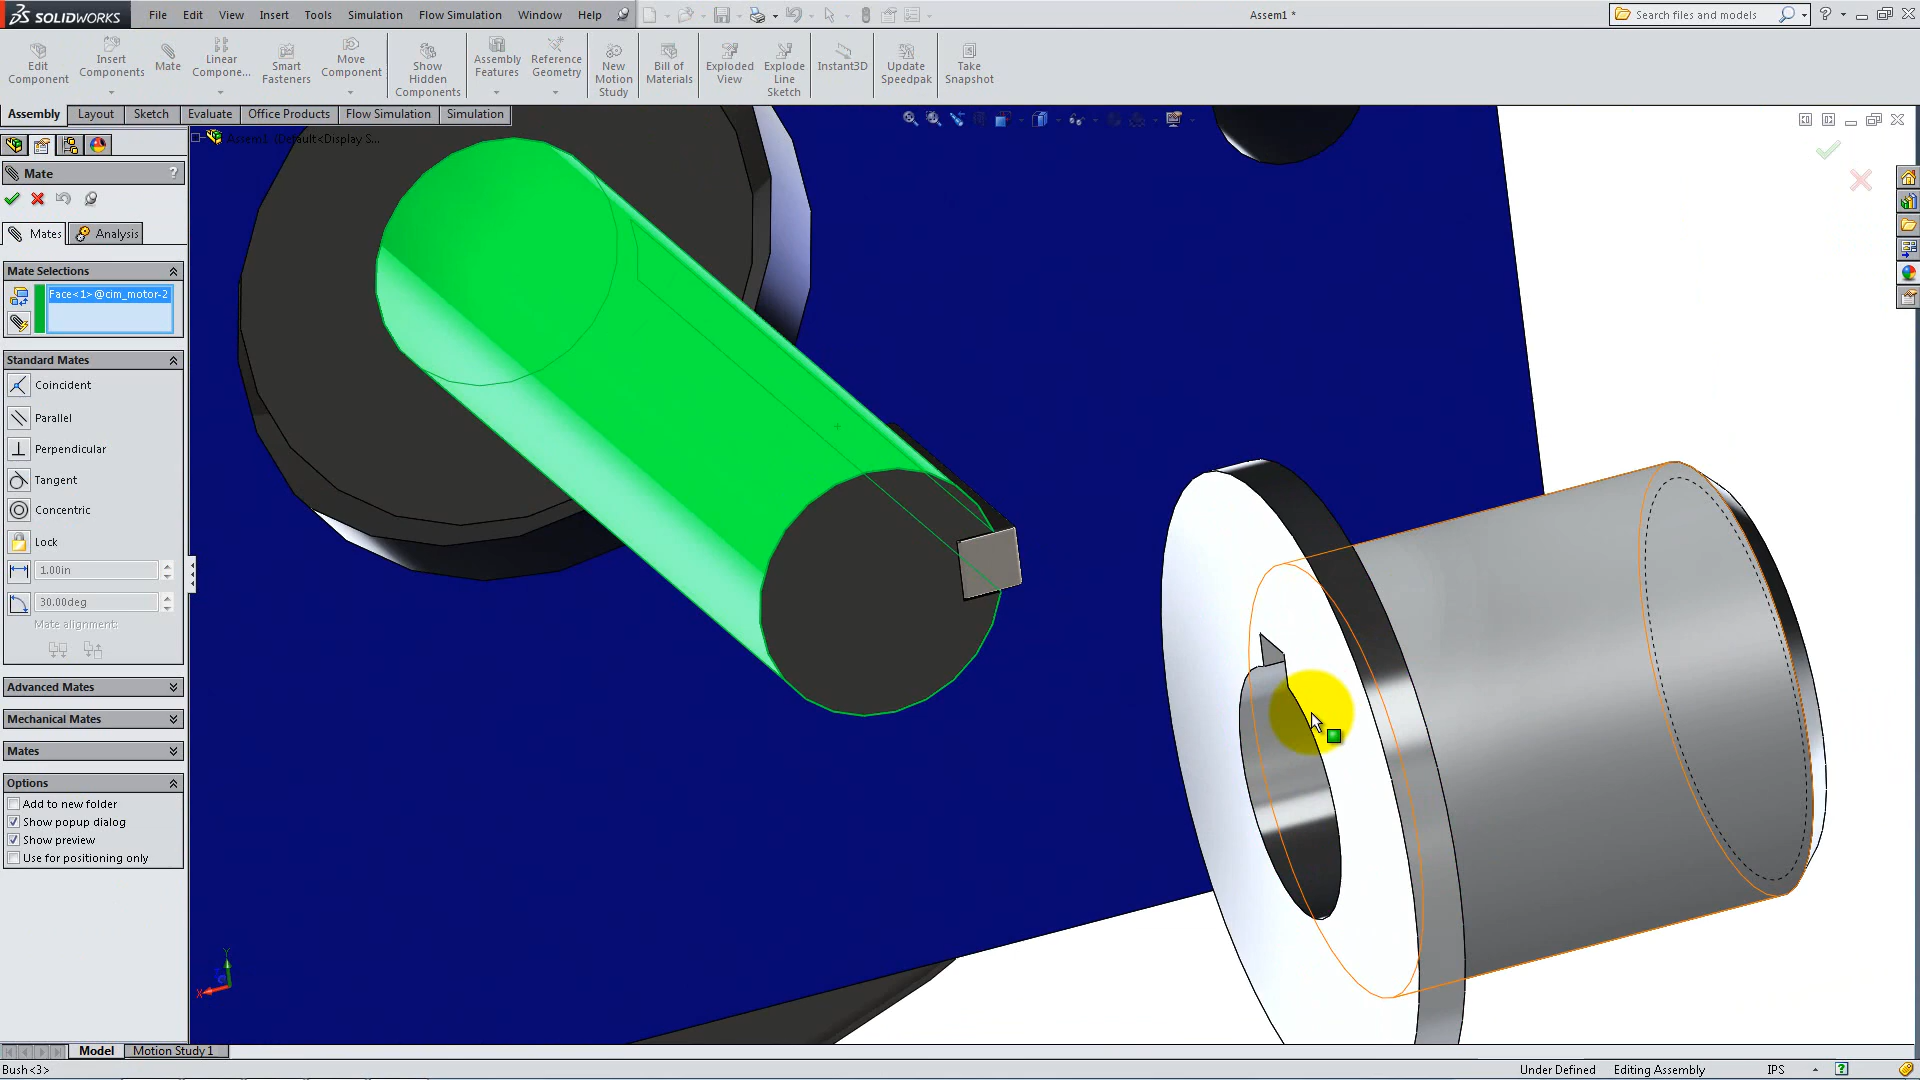 SOLIDWORKS File Edit View Insert Tools Simulation Flow Simulation Window Help Assem1 * Search files and models ?
Edit Component
Insert Components
Mate
Linear Compone...
Smart Fasteners
Move Component
Show Hidden Components
Assembly Features
Reference Geometry
New Motion Study
Bill of Materials
Exploded View
Explode Line Sketch
Instant3D
Update Speedpak
Take Snapshot
Assembly Layout Sketch Evaluate Office Products Flow Simulation Simulation
Assem1 (Default<Display S...
Mate ?
Mates Analysis
Mate Selections
Face<1>@cim_motor-2
Standard Mates
Coincident
Parallel
Perpendicular
Tangent
Concentric
Lock
1.00in
30.00deg
Mate alignment:
Advanced Mates
Mechanical Mates
Mates
Options
Add to new folder
Show popup dialog
Show preview
Use for positioning only
Y
X
Model Motion Study 1
Bush<3> Under Defined Editing Assembly IPS ?